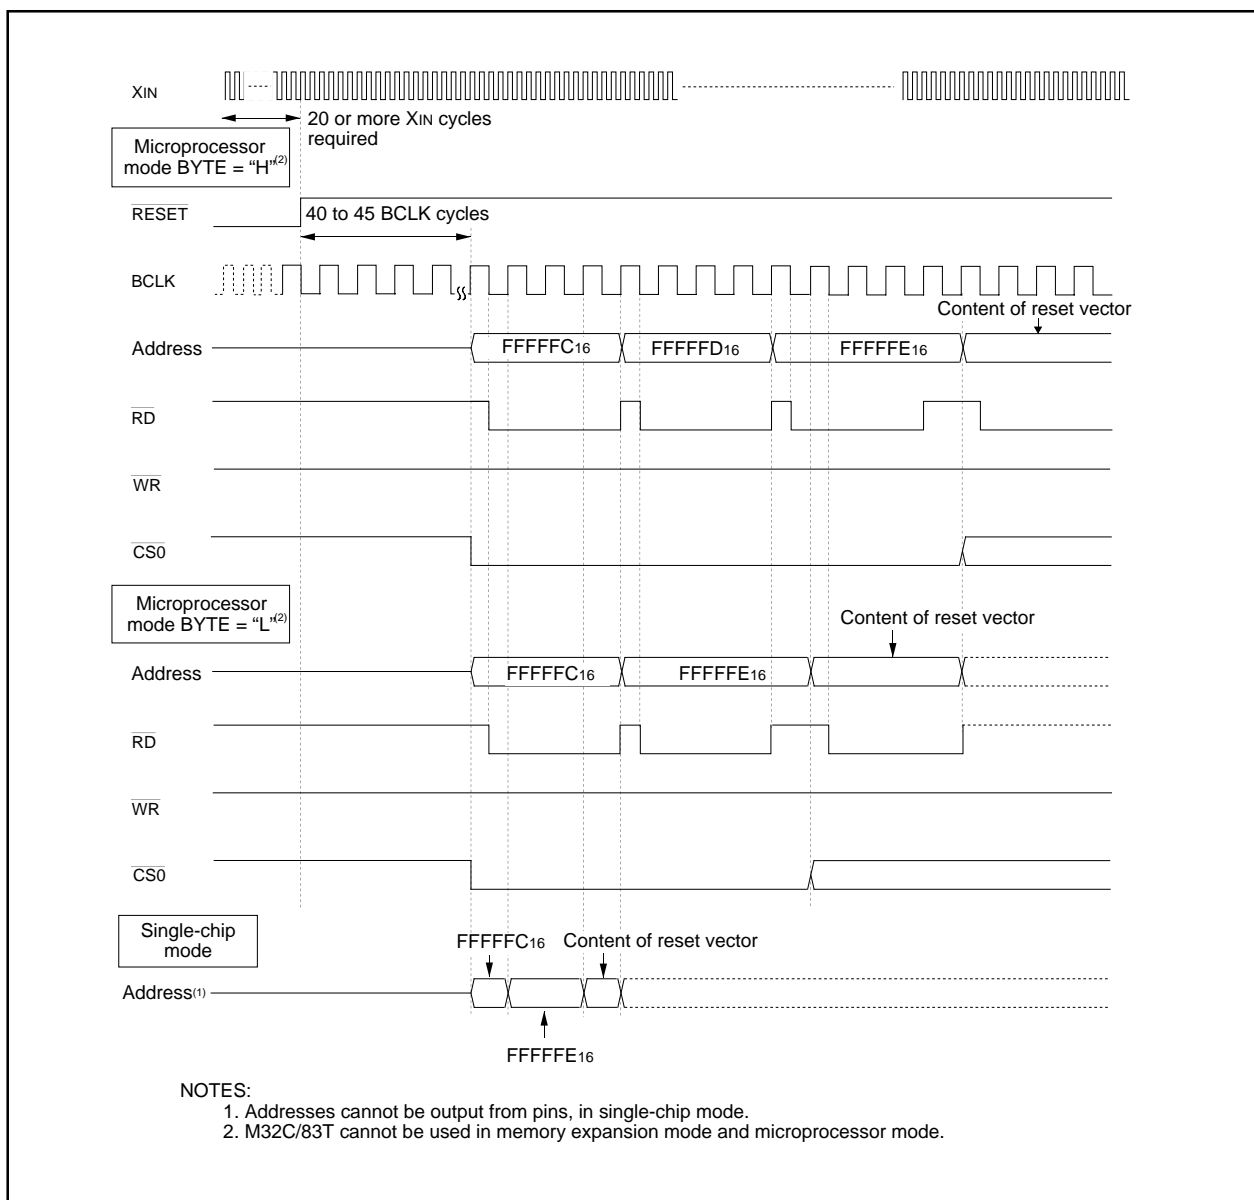 XIN
20 or more XIN cycles
required
Microprocessor
mode BYTE = “H”(2)
RESET
40 to 45 BCLK cycles
BCLK
Content of reset vector
Address
FFFFFC16
FFFFFD16
FFFFFE16
RD
WR
CS0
Microprocessor
mode BYTE = “L”(2)
Content of reset vector
Address
FFFFFC16
FFFFFE16
RD
WR
CS0
Single-chip
mode
FFFFFC16
Content of reset vector
Address(1)
FFFFFE16
NOTES:
1. Addresses cannot be output from pins, in single-chip mode.
2. M32C/83T cannot be used in memory expansion mode and microprocessor mode.